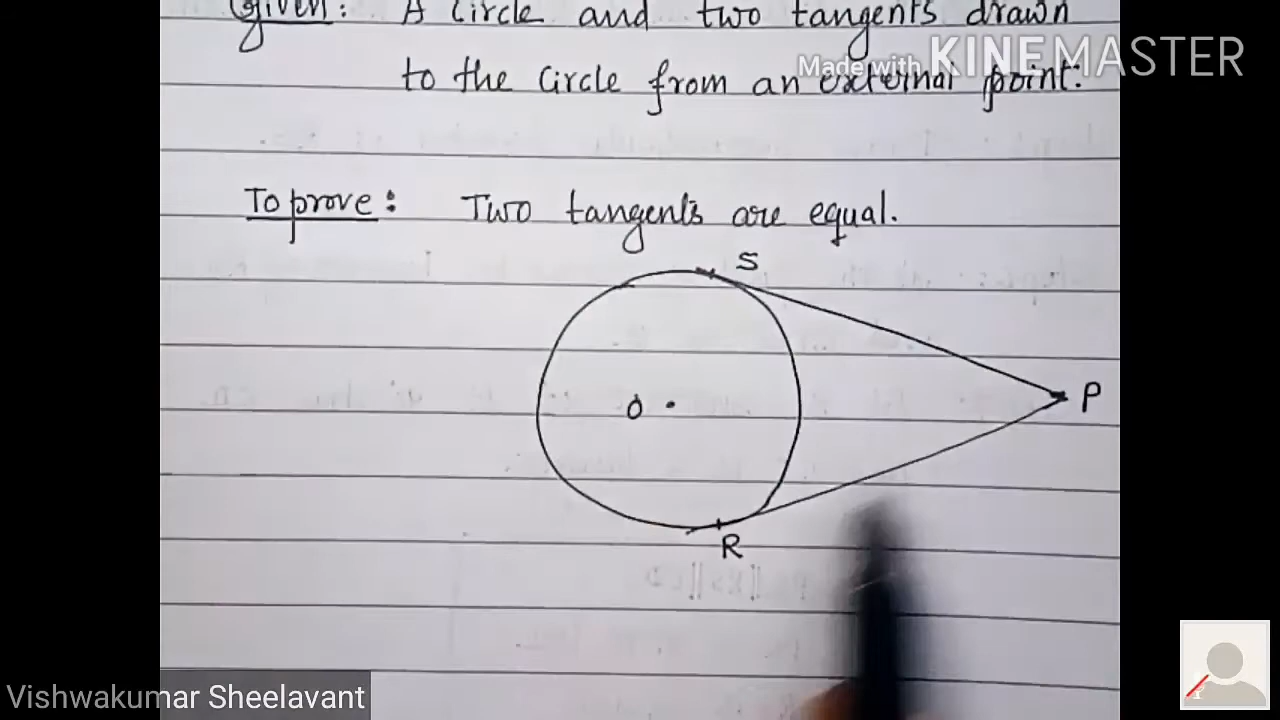 Given: A Circle and two tangents drawn
Made with KINEMASTER
to the Circle from an external point.
To prove: Two tangents are equal.
S
O
P
R
Vishwakumar Sheelavant